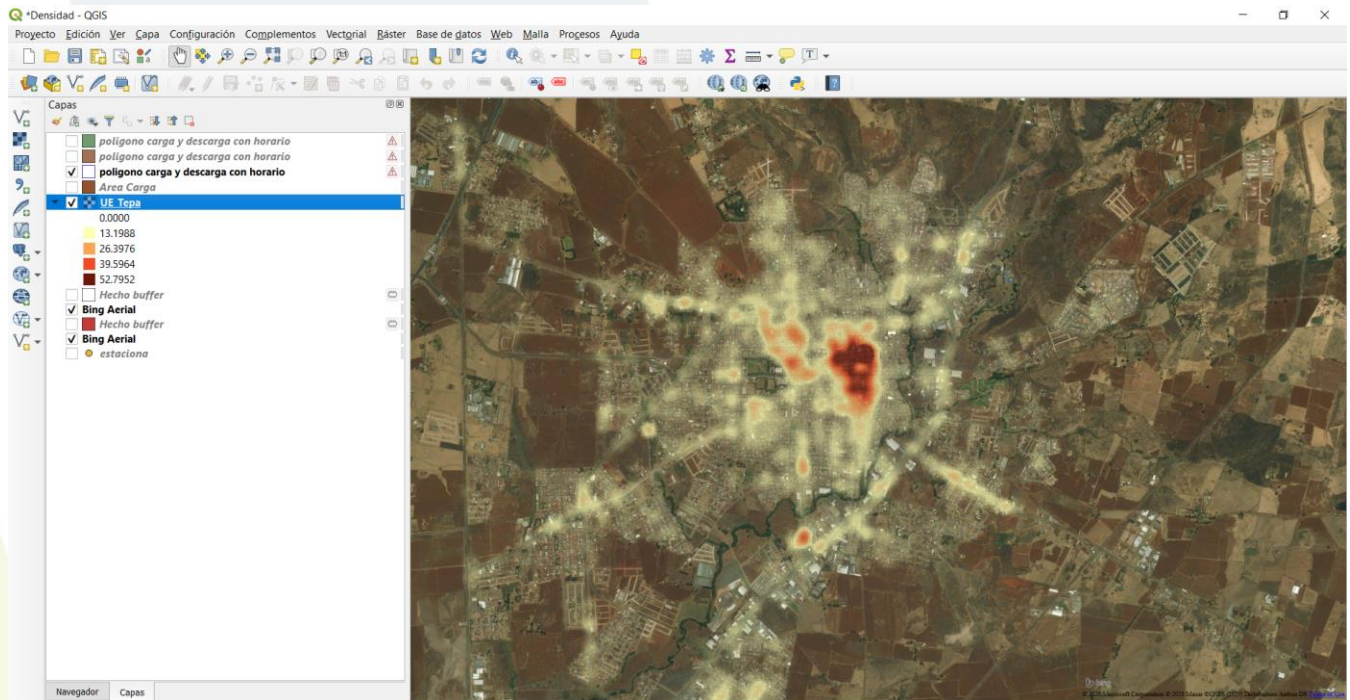 *Densidad - QGIS
Proyecto Edición Ver Capa Configuración Complementos Vectorial Ráster Base de datos Web Malla Procesos Ayuda
Capas
poligono carga y descarga con horario
poligono carga y descarga con horario
poligono carga y descarga con horario
Area Carga
UE_Tepa
0.0000
13.1988
26.3976
39.5964
52.7952
Hecho buffer
Bing Aerial
Hecho buffer
Bing Aerial
estaciona
Navegador Capas